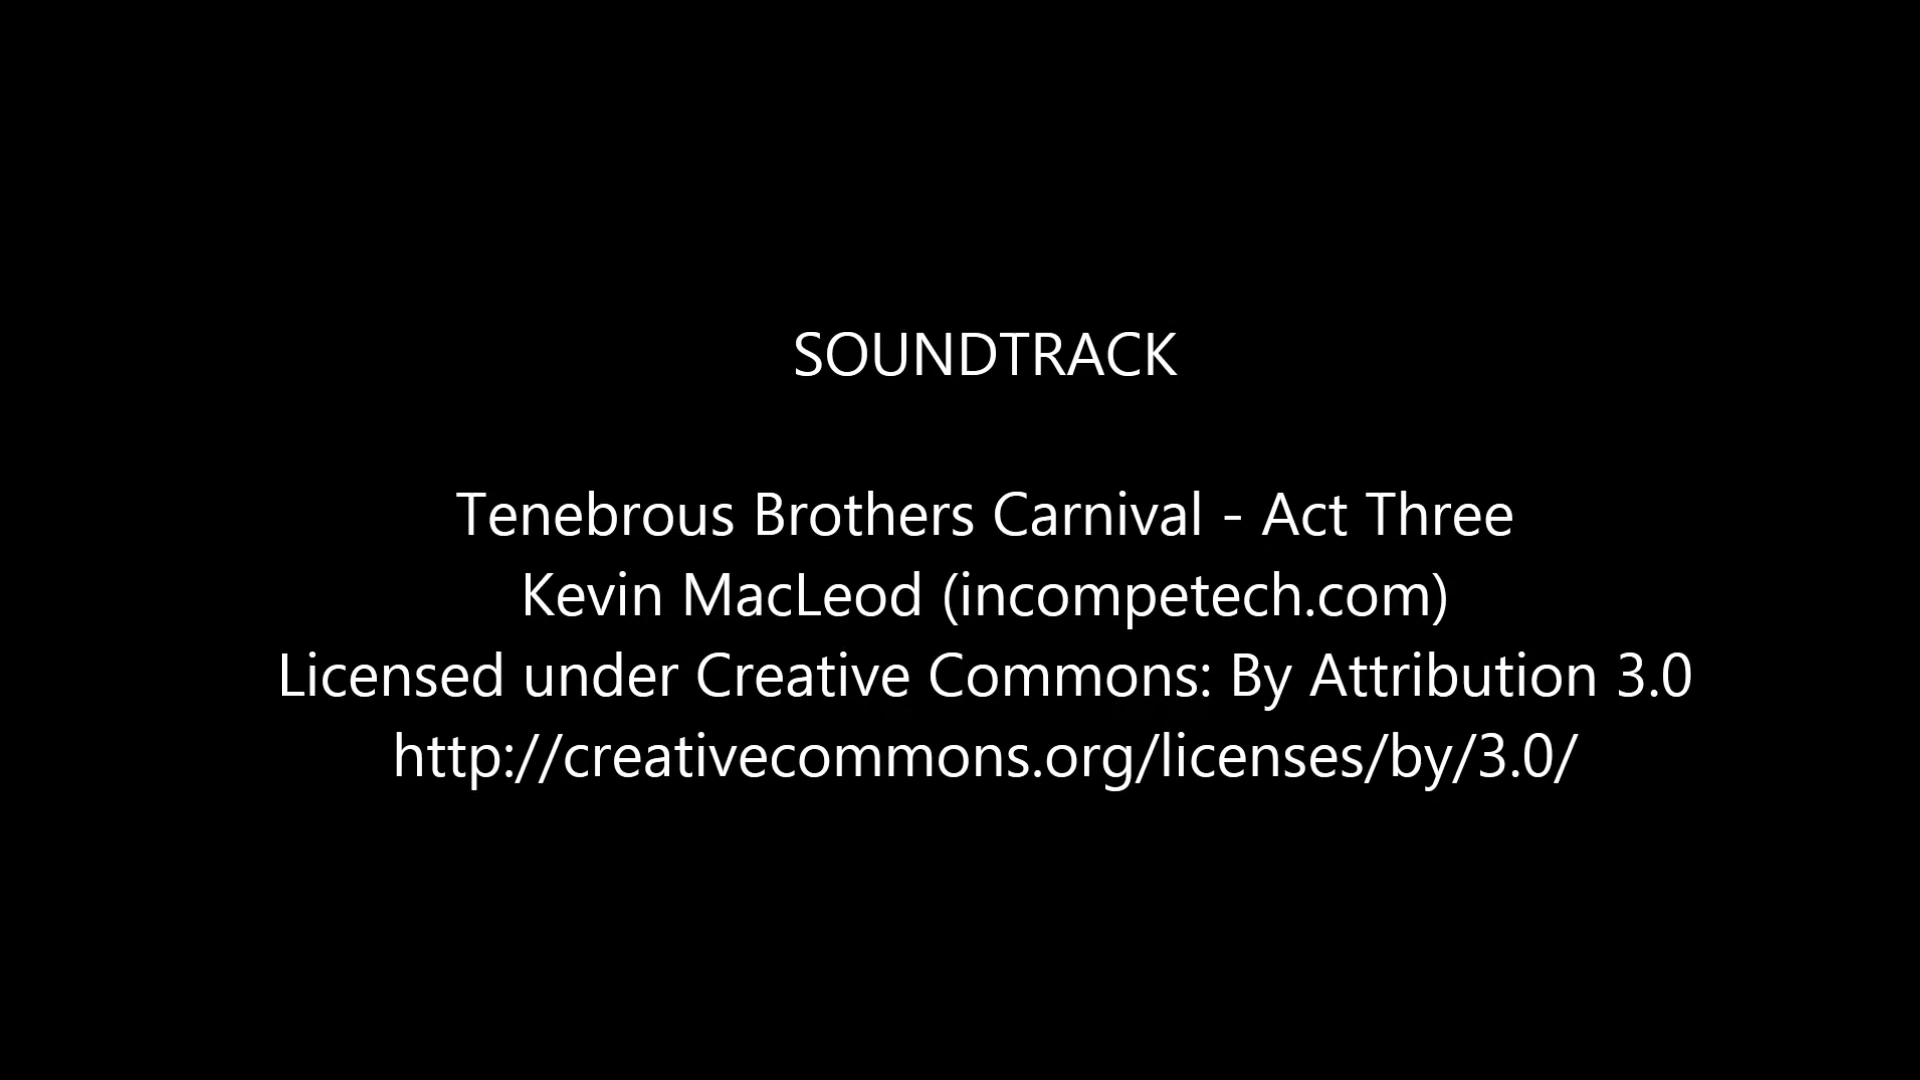 SOUNDTRACK
Tenebrous Brothers Carnival - Act Three
Kevin MacLeod (incompetech.com)
Licensed under Creative Commons: By Attribution 3.0
http://creativecommons.org/licenses/by/3.0/